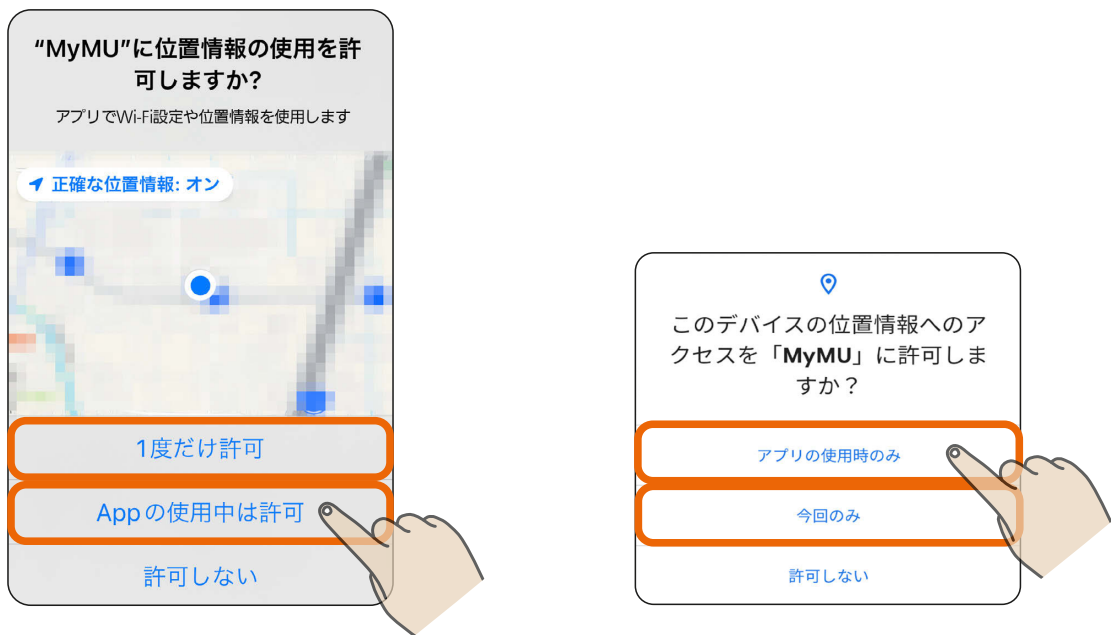 “MyMU”に位置情報の使用を許
可しますか?
アプリでWi-Fi設定や位置情報を使用します
正確な位置情報: オン
1度だけ許可
Appの使用中は許可
許可しない
このデバイスの位置情報へのア
クセスを「MyMU」に許可しま
すか？
アプリの使用時のみ
今回のみ
許可しない